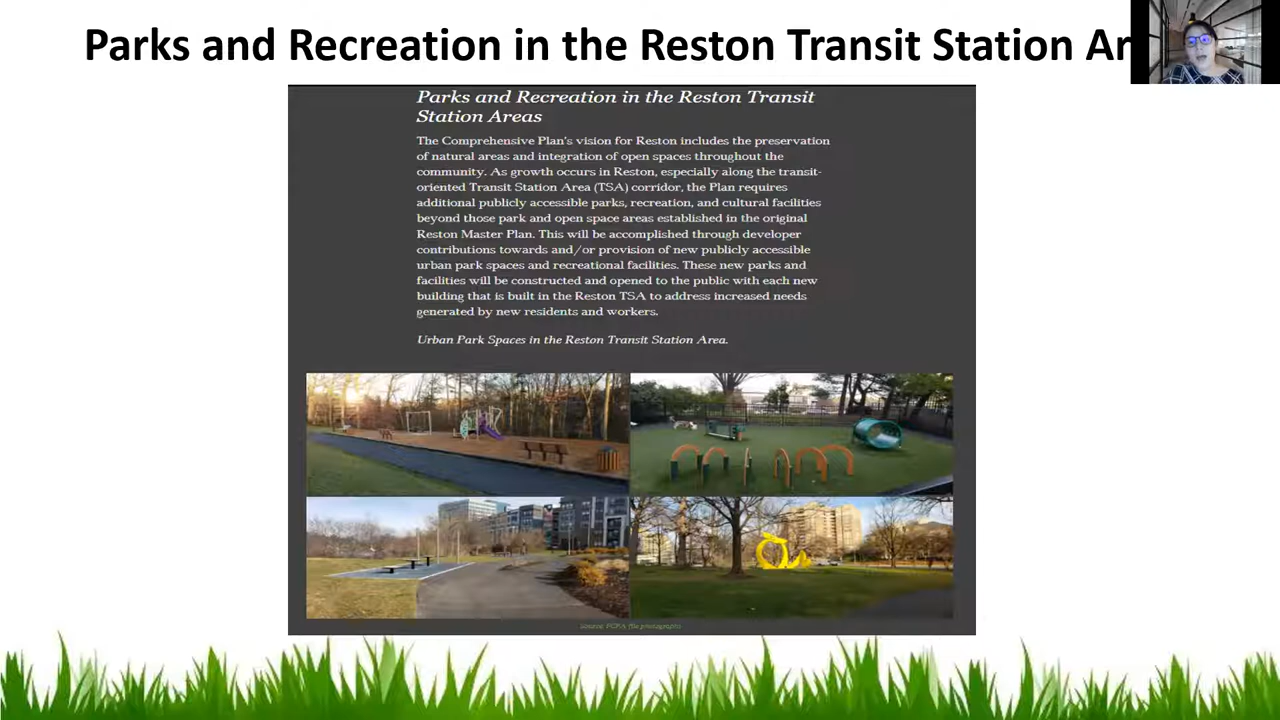 Parks and Recreation in the Reston Transit Station Ar
Parks and Recreation in the Reston Transit
Station Areas
The Comprehensive Plan's vision for Reston includes the preservation
of natural areas and integration of open spaces throughout the
community. As growth occurs in Reston, especially along the transit-
oriented Transit Station Area (TSA) corridor, the Plan requires
additional publicly accessible parks, recreation, and cultural facilities
beyond those park and open space areas established in the original
Reston Master Plan. This will be accomplished through developer
contributions towards and/or provision of new publicly accessible
urban park spaces and recreational facilities. These new parks and
facilities will be constructed and opened to the public with each new
building that is built in the Reston TSA to address increased needs
generated by new residents and workers.
Urban Park Spaces in the Reston Transit Station Area.
Source: FCPA file photographs